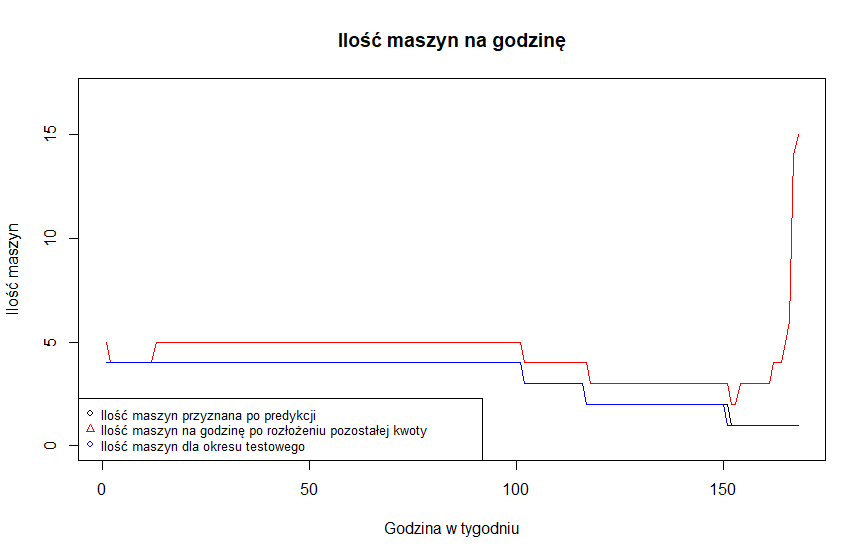 Ilość maszyn na godzinę
Ilość maszyn
15
10
5
0
Ilość maszyn przyznana po predykcji
Ilość maszyn na godzinę po rozłożeniu pozostałej kwoty
Ilość maszyn dla okresu testowego
0 50 100 150
Godzina w tygodniu